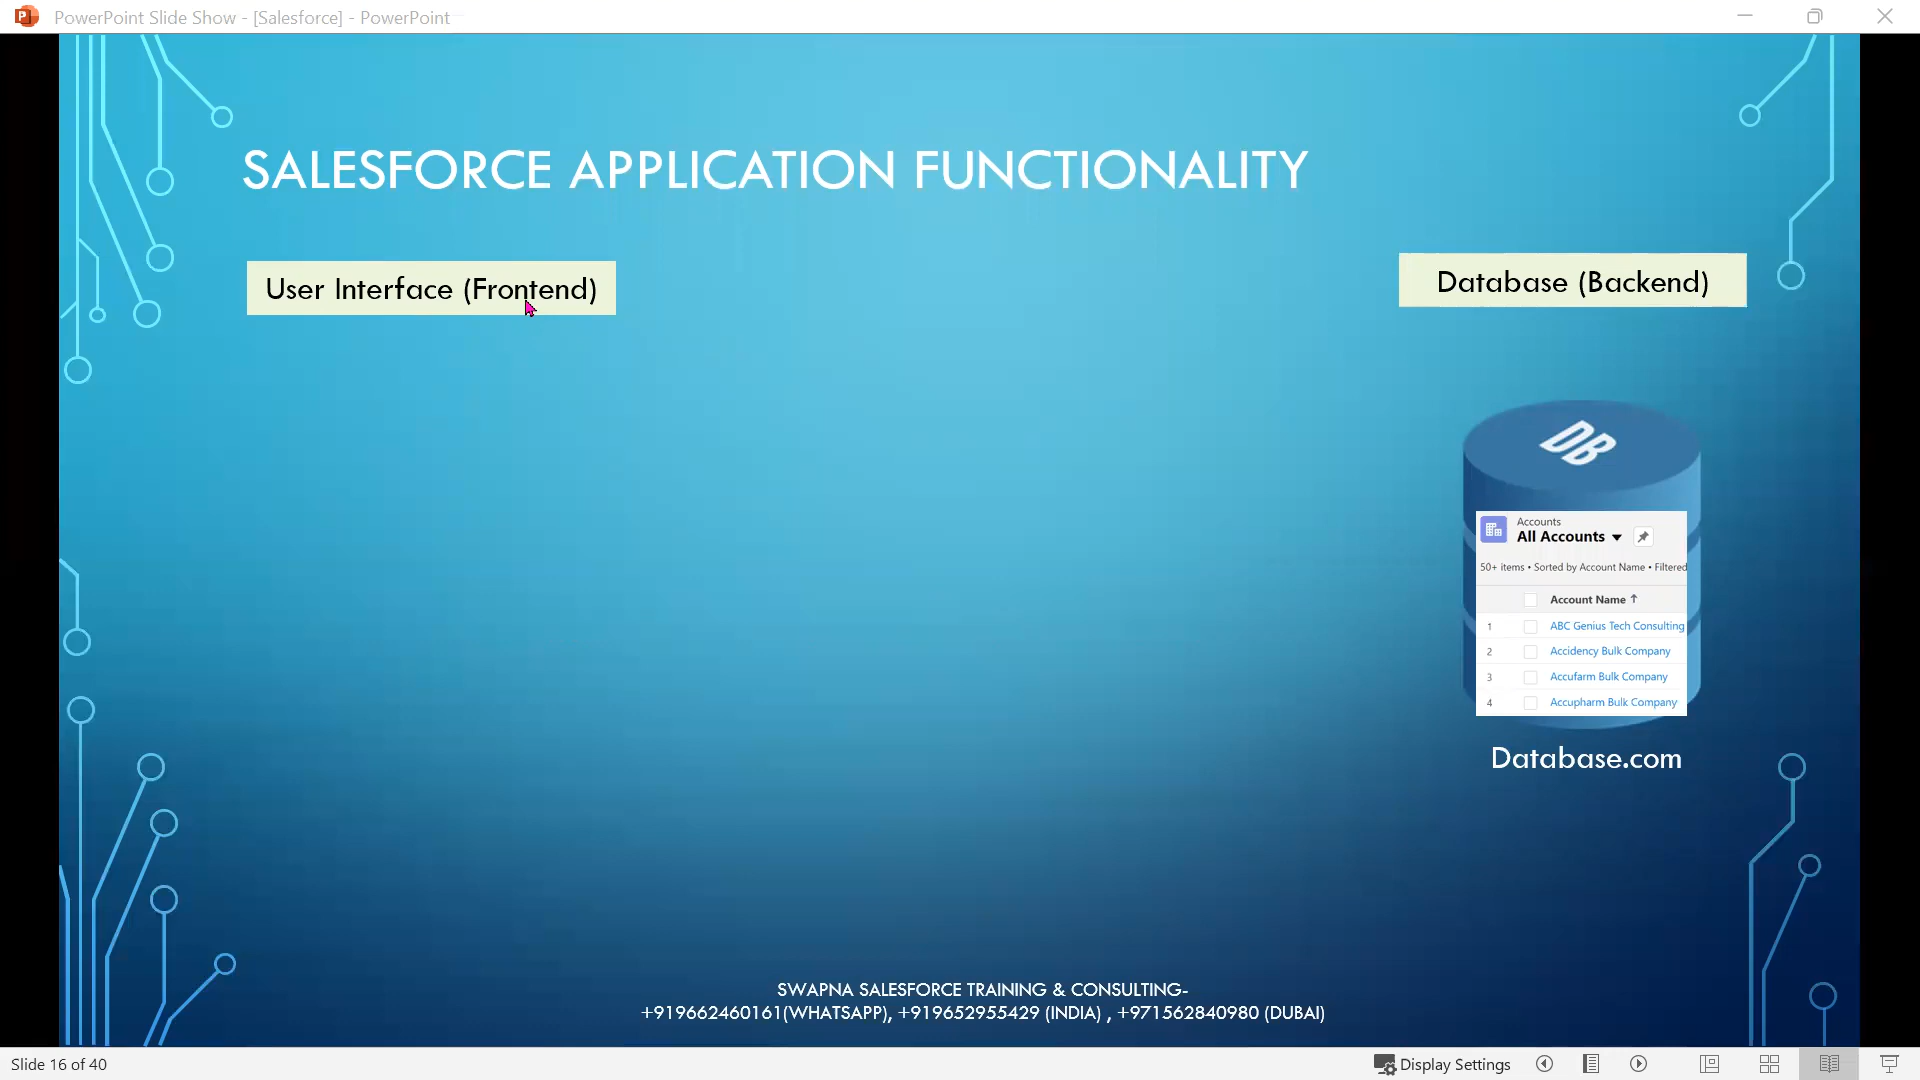 PowerPoint Slide Show - [Salesforce] - PowerPoint
SALESFORCE APPLICATION FUNCTIONALITY
User Interface (Frontend)
Database (Backend)
DB
Accounts
All Accounts
50+ items • Sorted by Account Name • Filtered
Account Name ↑
1 ABC Genius Tech Consulting
2 Accidency Bulk Company
3 Accufarm Bulk Company
4 Accupharm Bulk Company
Database.com
SWAPNA SALESFORCE TRAINING & CONSULTING-
+919662460161(WHATSAPP), +919652955429 (INDIA) , +971562840980 (DUBAI)
Slide 16 of 40
Display Settings